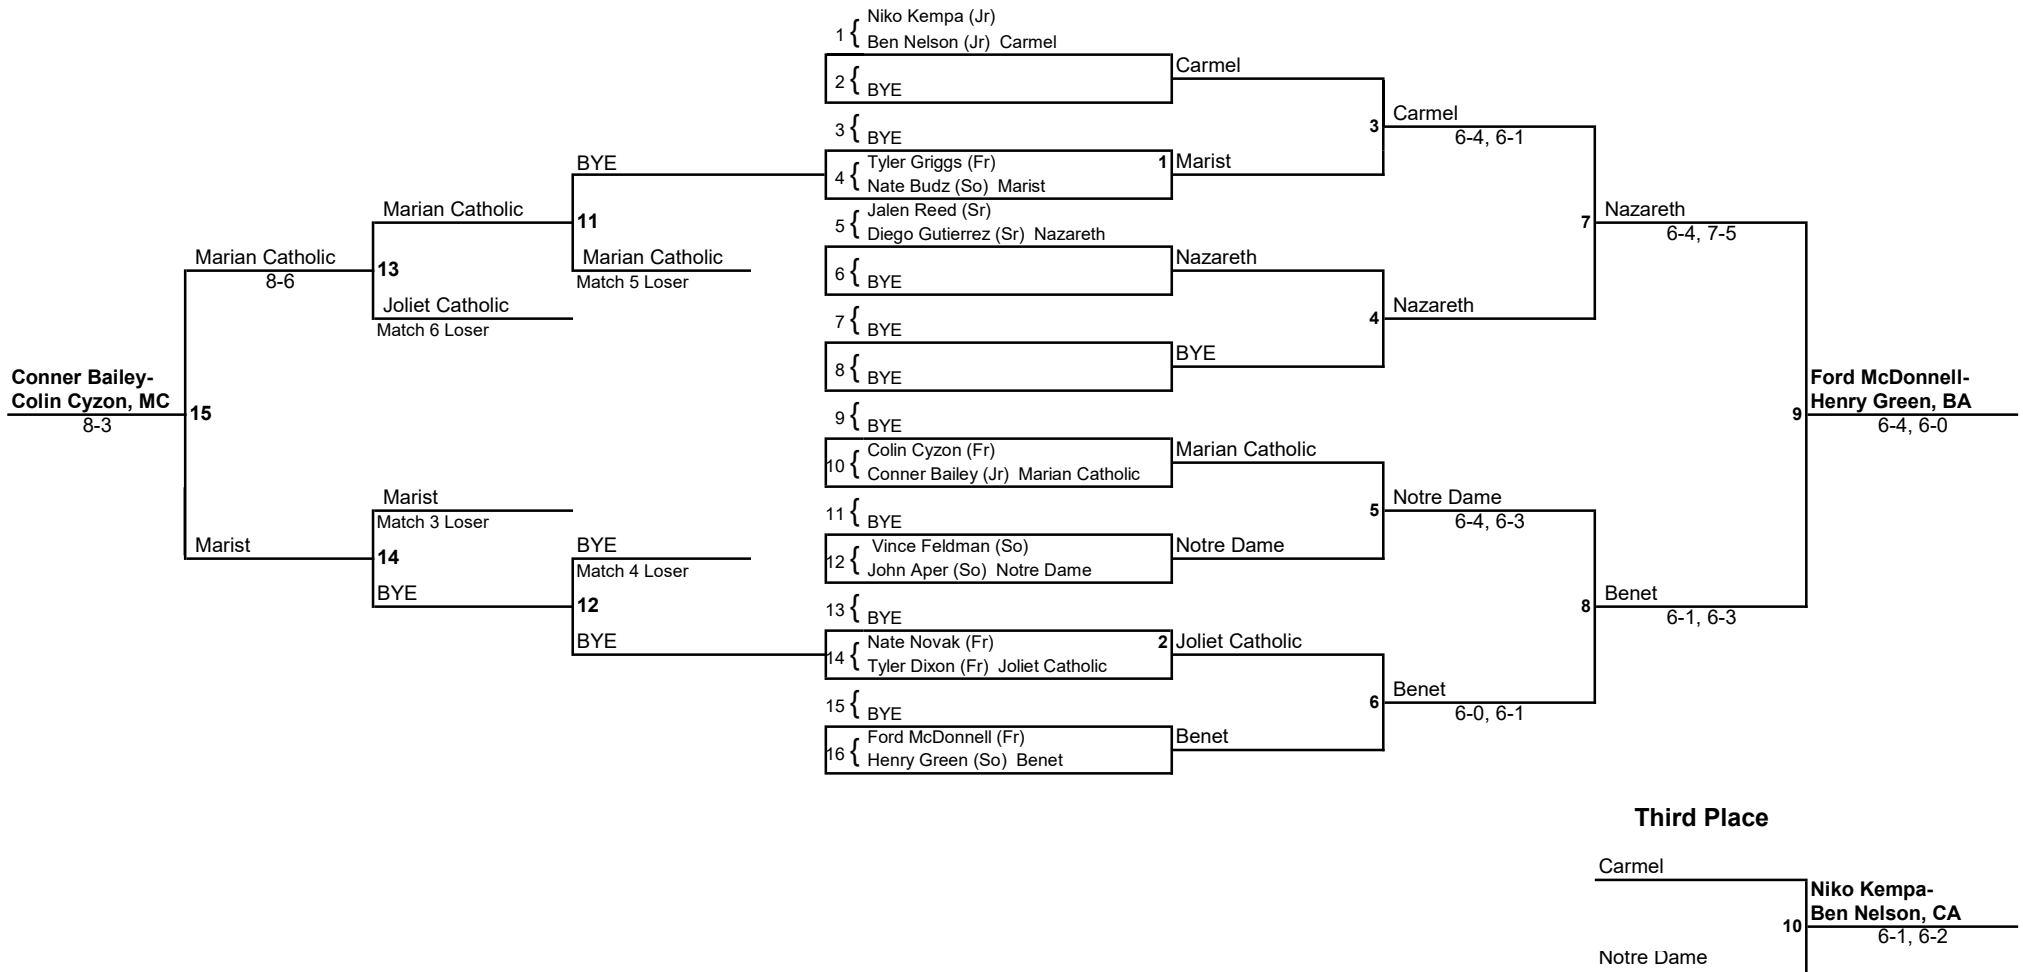 Niko Kempa (Jr)
1 {
Ben Nelson (Jr) Carmel
Carmel
2 {
BYE
Carmel
3
6-4, 6-1
3 {
BYE
BYE
Tyler Griggs (Fr)
1
Marist
4 {
Nate Budz (So) Marist
Marian Catholic
11
Jalen Reed (Sr)
5 {
Diego Gutierrez (Sr) Nazareth
Nazareth
7
6-4, 7-5
Marian Catholic
8-6
13
Marian Catholic
Match 5 Loser
Nazareth
6 {
BYE
Joliet Catholic
Match 6 Loser
7 {
BYE
4
Nazareth
BYE
8 {
BYE
Conner Bailey-
Colin Cyzon, MC
15
8-3
9 {
BYE
9
Ford McDonnell-
Henry Green, BA
6-4, 6-0
Colin Cyzon (Fr)
10 {
Conner Bailey (Jr) Marian Catholic
Marian Catholic
Marist
Match 3 Loser
11 {
BYE
5
Notre Dame
6-4, 6-3
Marist
14
BYE
Match 4 Loser
Vince Feldman (So)
12 {
John Aper (So) Notre Dame
Notre Dame
BYE
12
13 {
BYE
8
Benet
6-1, 6-3
BYE
Nate Novak (Fr)
2
Joliet Catholic
14 {
Tyler Dixon (Fr) Joliet Catholic
15 {
BYE
6
Benet
6-0, 6-1
Ford McDonnell (Fr)
16 {
Henry Green (So) Benet
Benet
Third Place
Carmel
Niko Kempa-
Ben Nelson, CA
10
6-1, 6-2
Notre Dame